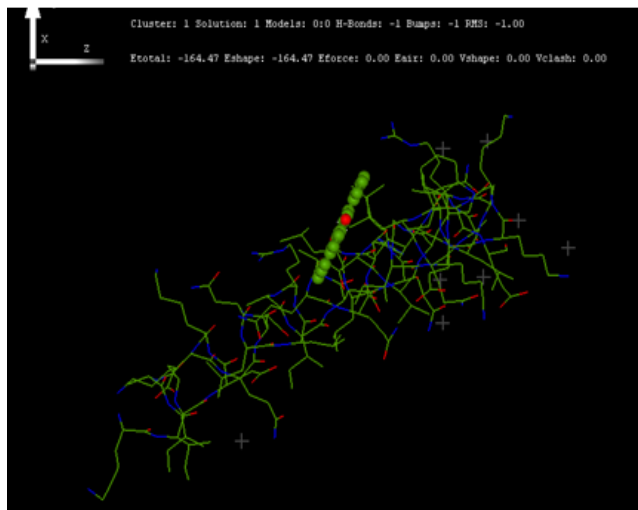 Cluster: 1 Solution: 1 Models: 0:0 H-Bonds: -1 Bumps: -1 RMS: -1.00
X
Z
Etotal: -164.47 Eshape: -164.47 Eforce: 0.00 Eair: 0.00 Vshape: 0.00 Vclash: 0.00